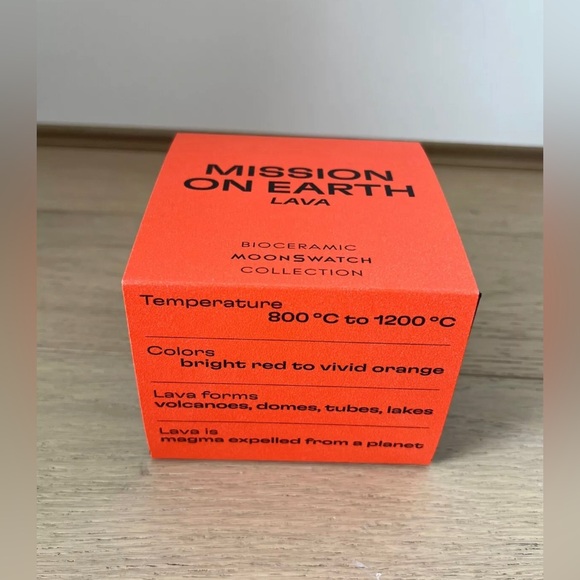 MISSION
ON EARTH
LAVA
BIOCERAMIC
MOONSWATCH
COLLECTION
Temperature
800 °C to 1200 °C
Colors
bright red to vivid orange
Lava forms
volcanoes, domes, tubes, lakes
Lava is
magma expelled from a planet